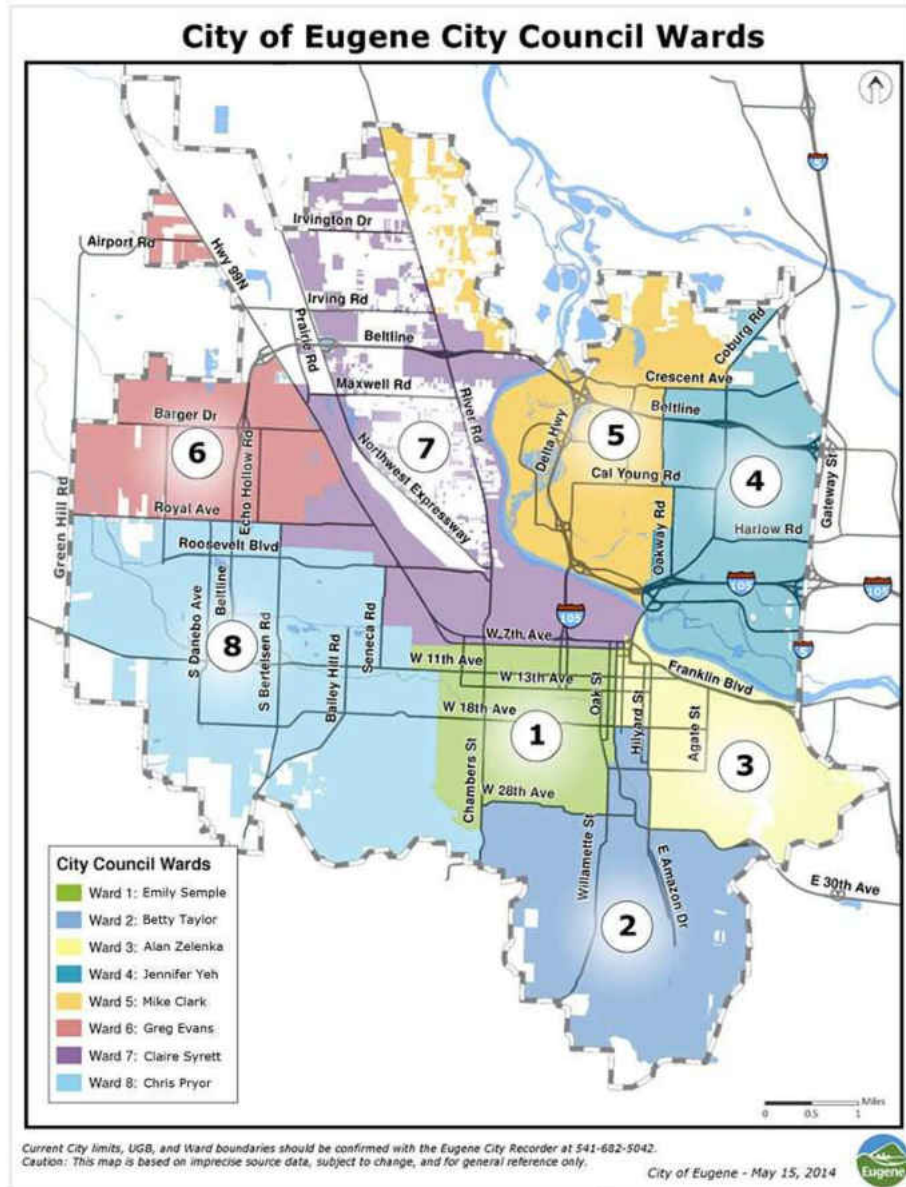 City of Eugene City Council Wards
5
Irvington Dr
Airport Rd
Hwy 99N
Irving Rd
Prairie Rd
Coburg Rd
Beltline
Crescent Ave
Maxwell Rd
River Rd
Beltline
Barger Dr
Delta Hwy
5
7
6
Echo Hollow Rd
Northwest Expressway
Cal Young Rd
4
Gateway St
Green Hill Rd
Royal Ave
Harlow Rd
Roosevelt Blvd
Oakway Rd
105
105
Beltline
S Danebo Ave
105
Seneca Rd
W 7th Ave
8
S Bertelsen Rd
Bailey Hill Rd
W 11th Ave
5
Franklin Blvd
W 13th Ave
Oak St
Hilyard St
W 18th Ave
Agate St
1
3
Chambers St
W 28th Ave
Willamette St
E Amazon Dr
E 30th Ave
2
City Council Wards
Ward 1: Emily Semple
Ward 2: Betty Taylor
Ward 3: Alan Zelenka
Ward 4: Jennifer Yeh
Ward 5: Mike Clark
Ward 6: Greg Evans
Ward 7: Claire Syrett
Ward 8: Chris Pryor
Miles
0 0.5 1
Current City limits, UGB, and Ward boundaries should be confirmed with the Eugene City Recorder at 541-682-5042.
Caution: This map is based on imprecise source data, subject to change, and for general reference only.
City of Eugene - May 15, 2014
Eugene